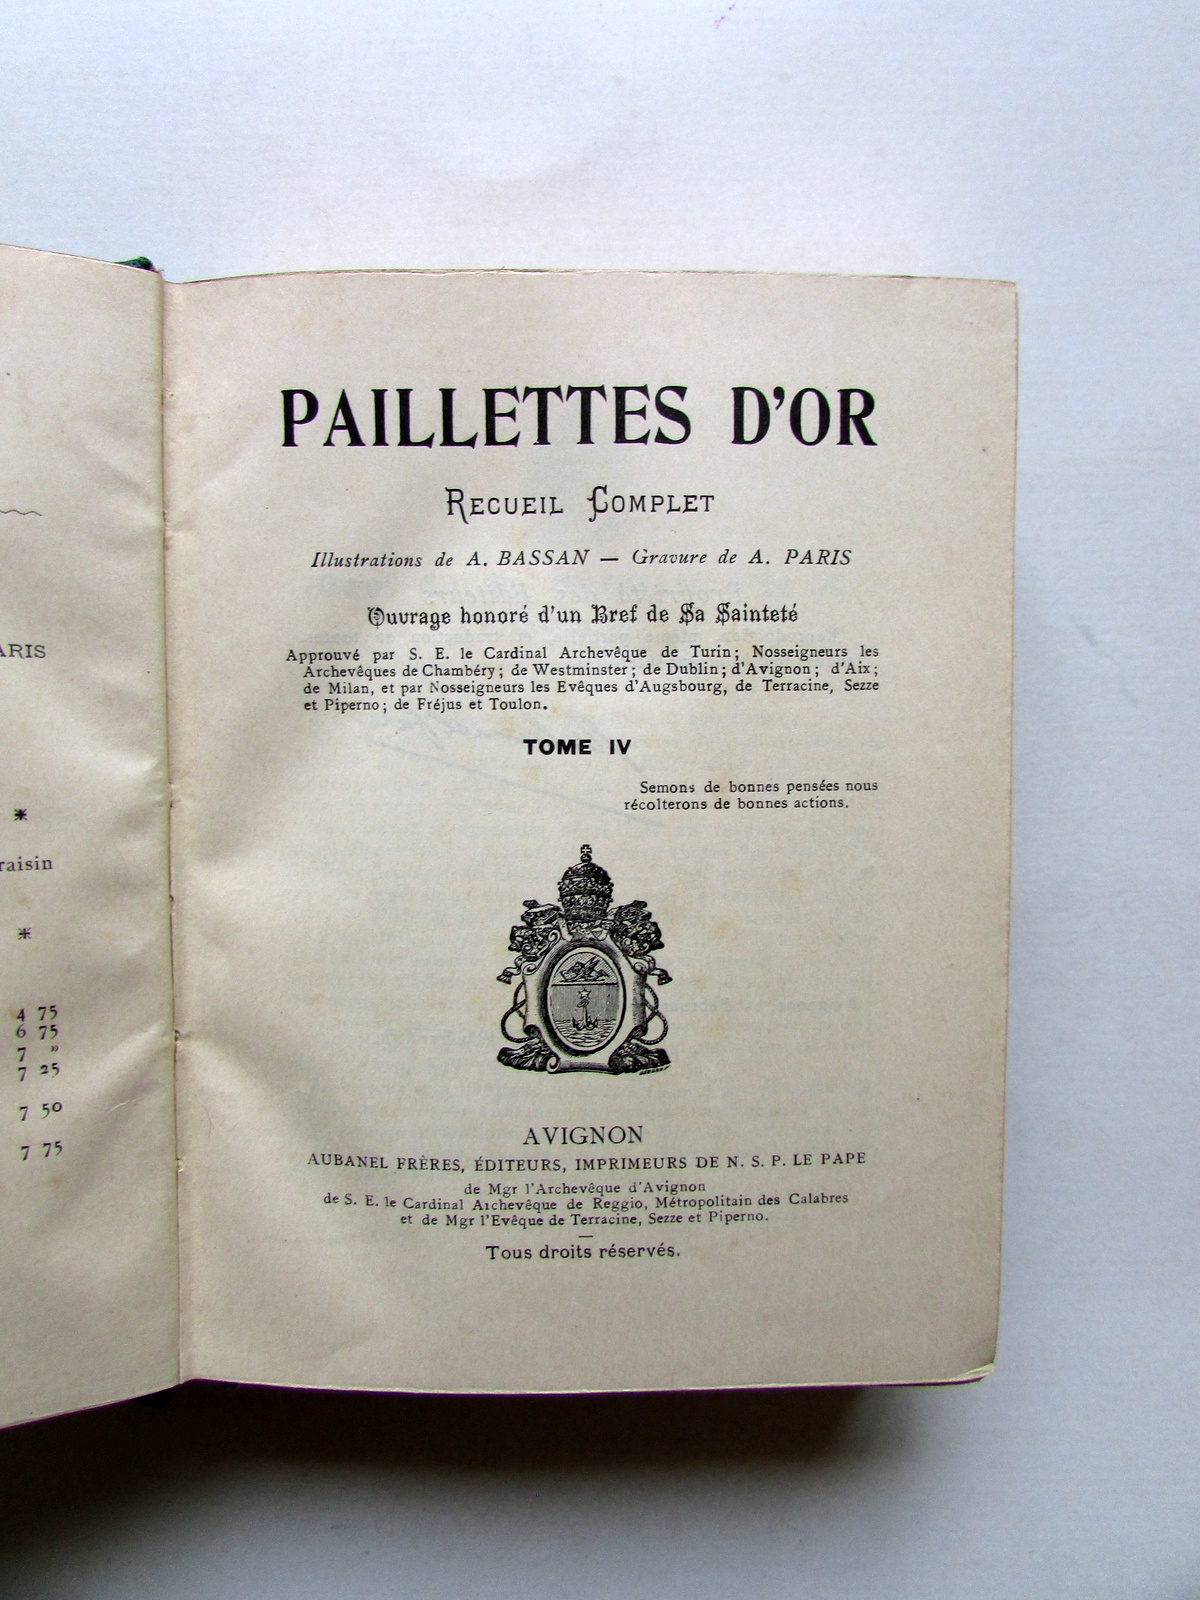 ARIS
raisin
4 75
6 75
7 »
7 25
7 50
7 75
PAILLETTES D'OR
RECUEIL COMPLET
Illustrations de A. BASSAN — Gravure de A. PARIS
Ouvrage honoré d'un Bref de Sa Sainteté
Approuvé par S. E. le Cardinal Archevêque de Turin; Nosseigneurs les
Archevêques de Chambéry; de Westminster; de Dublin; d'Avignon; d'Aix;
de Milan, et par Nosseigneurs les Evêques d'Augsbourg, de Terracine, Sezze
et Piperno; de Fréjus et Toulon.
TOME IV
Semons de bonnes pensées nous
récolterons de bonnes actions.
AVIGNON
AUBANEL FRÈRES, ÉDITEURS, IMPRIMEURS DE N. S. P. LE PAPE
de Mgr l'Archevêque d'Avignon
de S. E. le Cardinal Archevêque de Reggio, Métropolitain des Calabres
et de Mgr l'Evêque de Terracine, Sezze et Piperno.
Tous droits réservés.